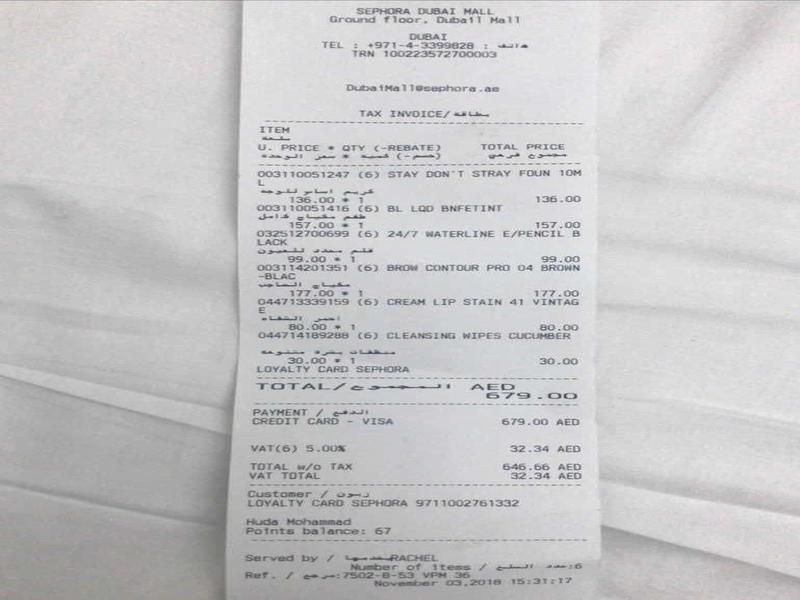 SEPHORA DUBAI MALL
Ground floor, Dubail Mall
DUBAI
TEL : +971-4-3399828 : هاتف
TRN 100223572700003
DubaiMall@sephora.ae
TAX INVOICE/بطاقة
ITEM
سلعة
U. PRICE * QTY (-REBATE) TOTAL PRICE
سعر الوحدة * كمية (-خصم) مجموع فرعي
003110051247 (6) STAY DON'T STRAY FOUN 10M
L
كريم اساس للوجه
136.00 * 1 136.00
003110051416 (6) BL LQD BNFETINT
طقم مكياج كامل
157.00 * 1 157.00
032512700699 (6) 24/7 WATERLINE E/PENCIL B
LACK
قلم محدد للعيون
99.00 * 1 99.00
003114201351 (6) BROW CONTOUR PRO 04 BROWN
-BLAC
مكياج الحاجب
177.00 * 1 177.00
044713339159 (6) CREAM LIP STAIN 41 VINTAG
E
احمر الشفاه
80.00 * 1 80.00
044714189288 (6) CLEANSING WIPES CUCUMBER
منظفات بشرة متنوعة
30.00 * 1 30.00
LOYALTY CARD SEPHORA
TOTAL/المجموع AED
679.00
PAYMENT / الدفع
CREDIT CARD - VISA 679.00 AED
VAT(6) 5.00% 32.34 AED
TOTAL w/o TAX 646.66 AED
VAT TOTAL 32.34 AED
Customer / زبون
LOYALTY CARD SEPHORA 9711002761332
Huda Mohammad
Points balance: 67
Served by / خدمها RACHEL
Number of items / عدد السلع:6
Ref. / مرجع:7502-8-53 VPM 36
November 03,2018 15:31:17